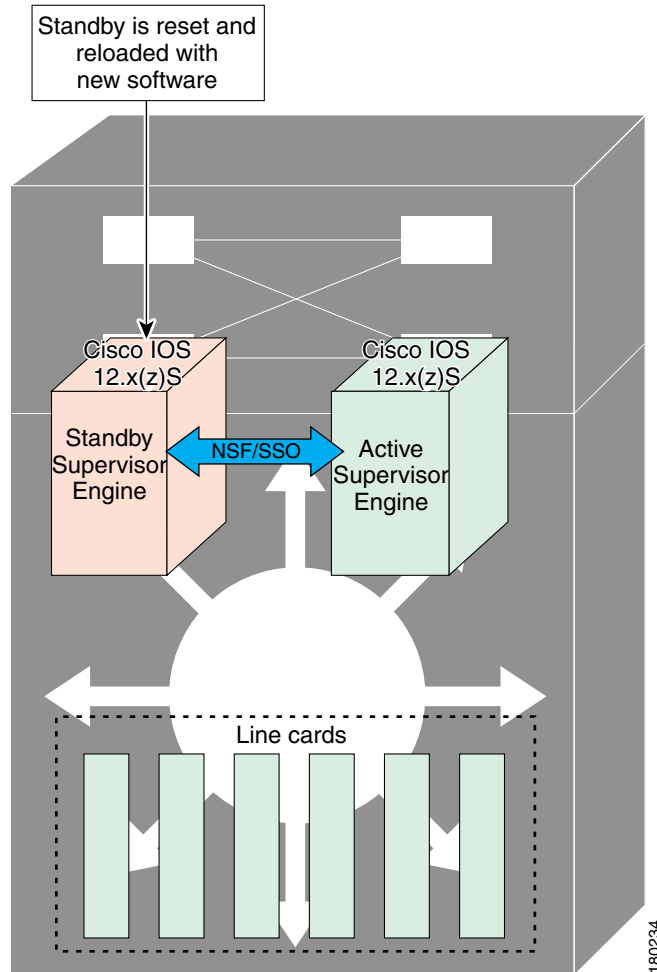 Standby is reset and
reloaded with
new software
Cisco IOS
12.x(z)S
Cisco IOS
12.x(z)S
Standby
Supervisor
Engine
NSF/SSO
Active
Supervisor
Engine
Line cards
180234